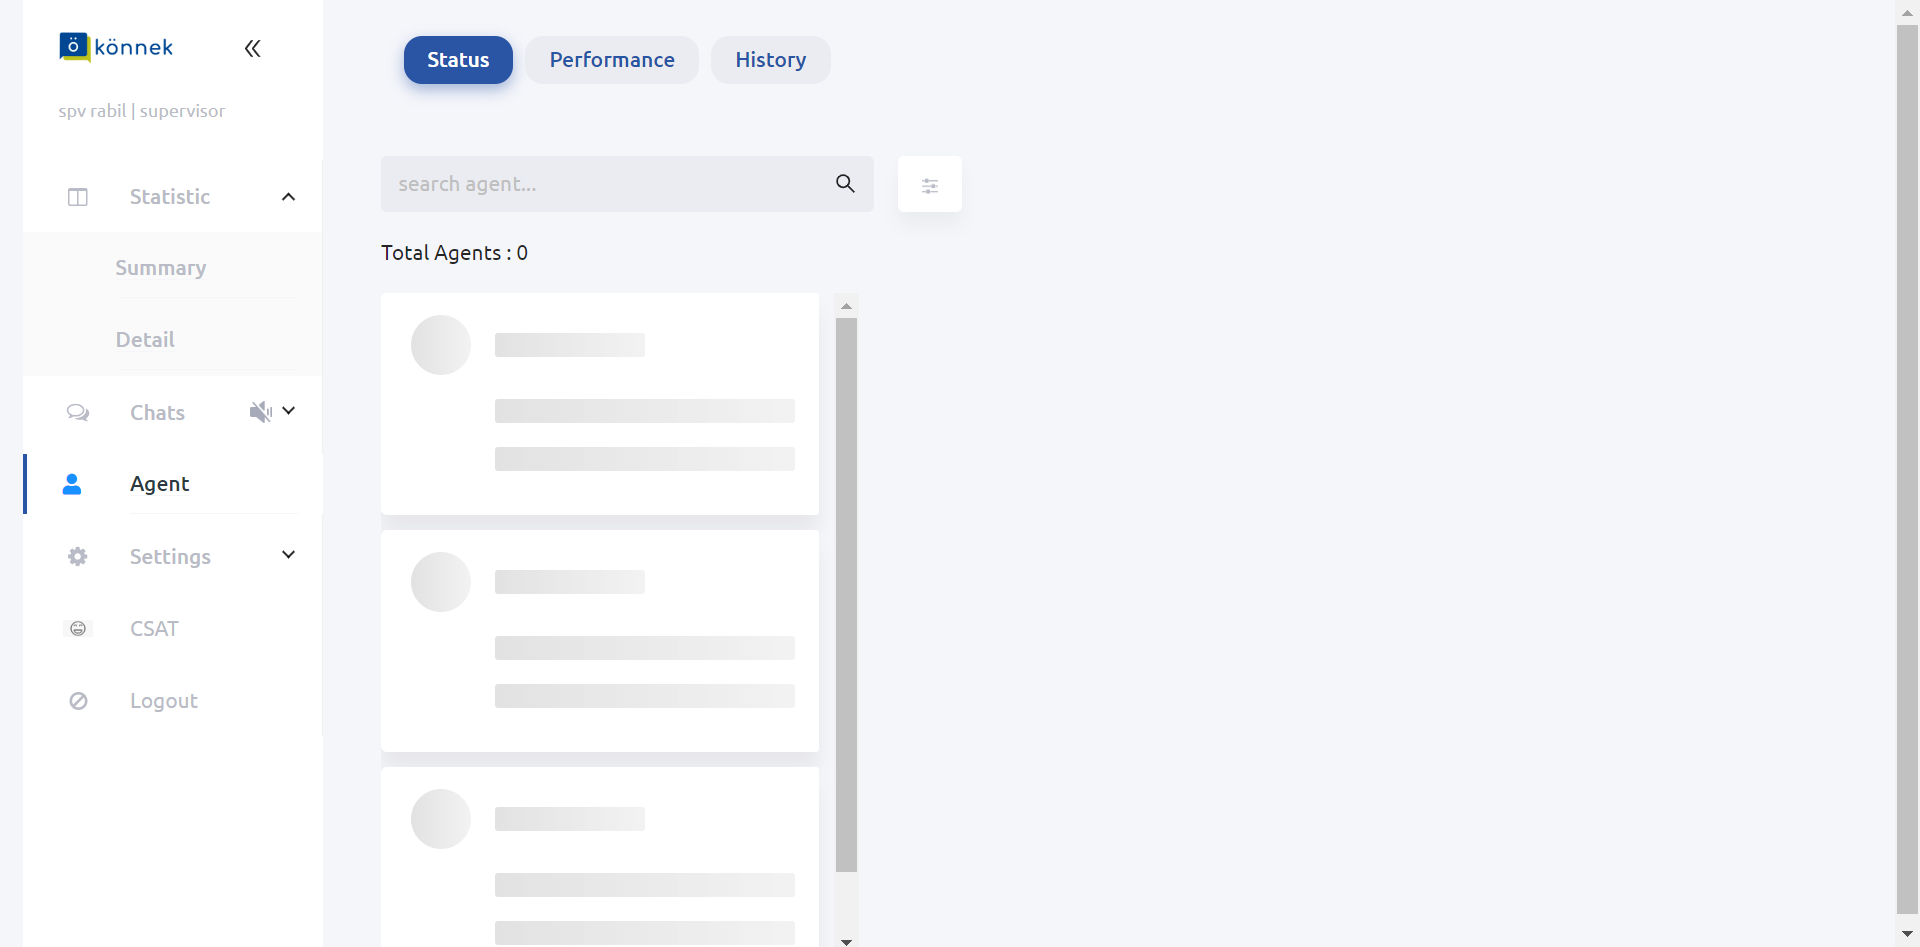 könnek
spv rabil | supervisor
Statistic
Summary
Detail
Chats
Agent
Settings
CSAT
Logout
Status
Performance
History
search agent...
Total Agents : 0